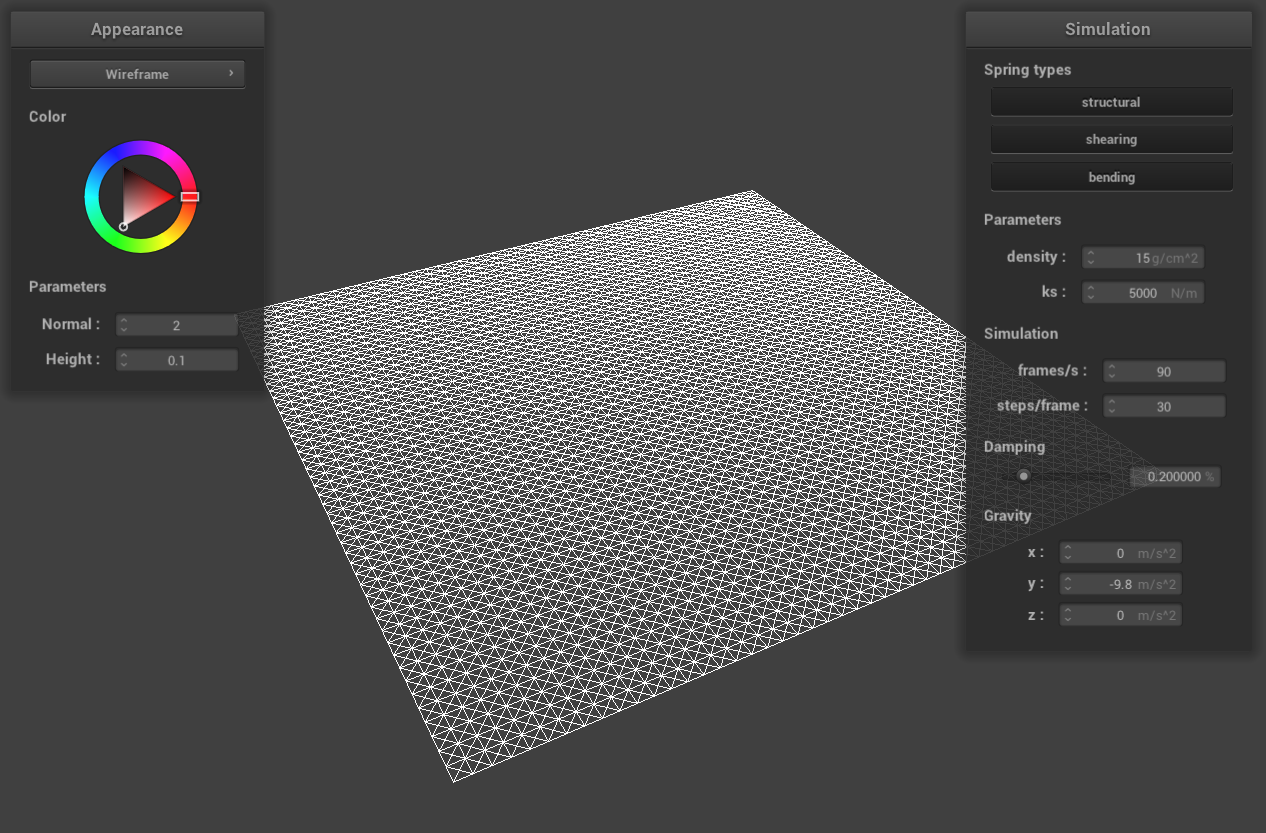 Appearance
Wireframe ›
Color
Parameters
Normal : 2
Height : 0.1
Simulation
Spring types
structural
shearing
bending
Parameters
density : 15 g/cm^2
ks : 5000 N/m
Simulation
frames/s : 90
steps/frame : 30
Damping
0.200000 %
Gravity
x : 0 m/s^2
y : -9.8 m/s^2
z : 0 m/s^2